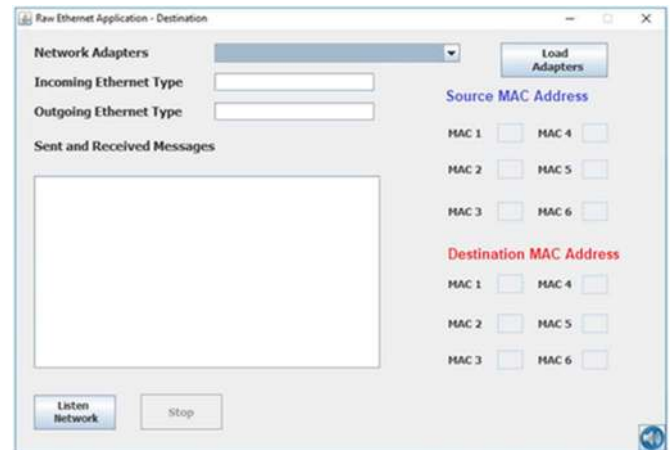 Raw Ethernet Application - Destination
Network Adapters
Load
Adapters
Incoming Ethernet Type
Outgoing Ethernet Type
Sent and Received Messages
Source MAC Address
MAC 1 MAC 4
MAC 2 MAC 5
MAC 3 MAC 6
Destination MAC Address
MAC 1 MAC 4
MAC 2 MAC 5
MAC 3 MAC 6
Listen
Network
Stop